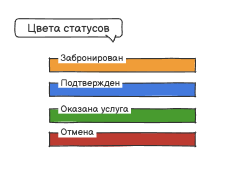 Цвета статусов
Забронирован
Подтвержден
Оказана услуга
Отмена